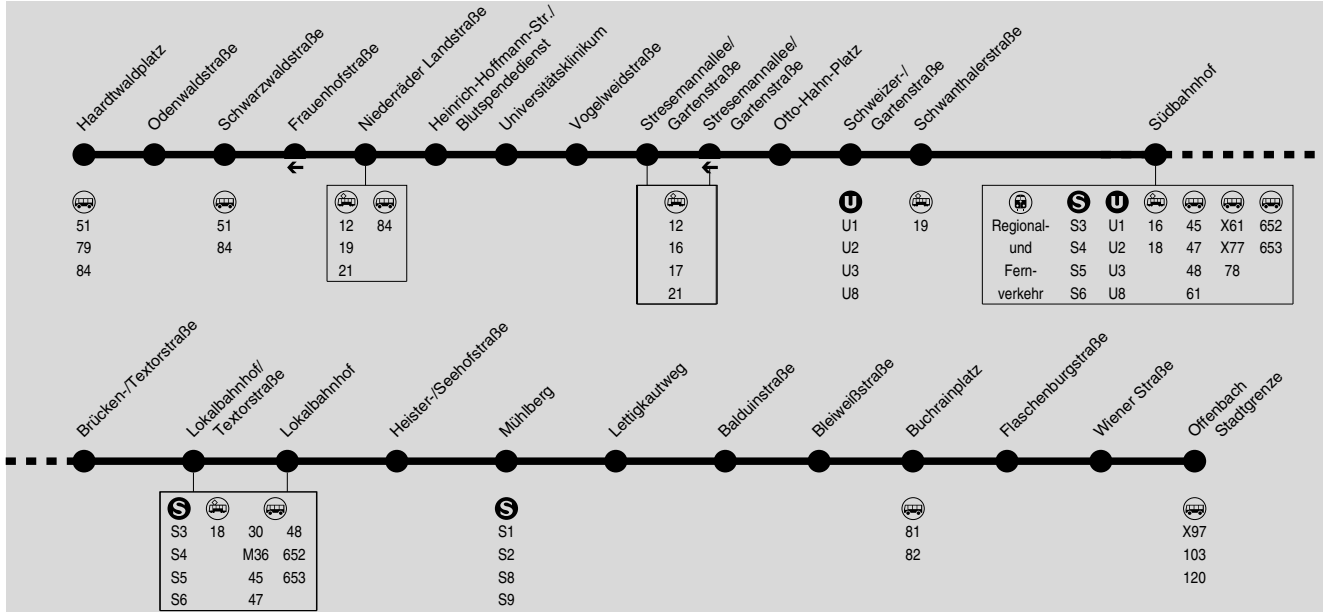 Haardtwaldplatz
Odenwaldstraße
Schwarzwaldstraße
Frauenhofstraße
Niederräder Landstraße
Heinrich-Hoffmann-Str./
Blutspendedienst
Universitätsklinikum
Vogelweidstraße
Stresemannallee/
Gartenstraße
Stresemannallee/
Gartenstraße
Otto-Hahn-Platz
Schweizer-/
Gartenstraße
Schwanthalerstraße
Südbahnhof
U S U
51 51 12 84 12 U1 19 Regional- S3 U1 16 45 X61 652
79 84 19 16 U2 und S4 U2 18 47 X77 653
84 21 17 U3 Fern- S5 U3 48 78
21 U8 verkehr S6 U8 61
Brücken-/Textorstraße
Lokalbahnhof/
Textorstraße
Lokalbahnhof
Heister-/Seehofstraße
Mühlberg
Lettigkautweg
Balduinstraße
Bleiweißstraße
Buchrainplatz
Flaschenburgstraße
Wiener Straße
Offenbach
Stadtgrenze
S S
S3 18 30 48 S1 81 X97
S4 M36 652 S2 82 103
S5 45 653 S8 120
S6 47 S9